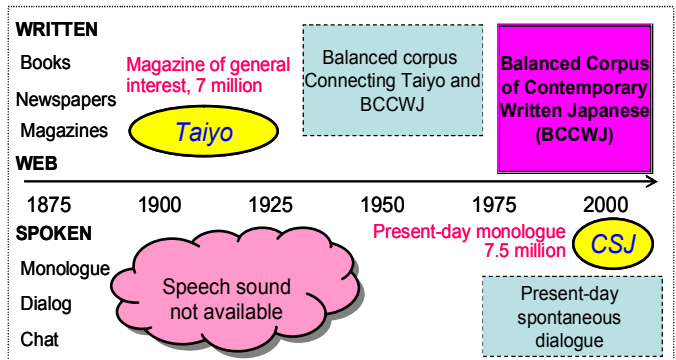 WRITTEN
Books
Newspapers
Magazines
WEB
Magazine of general
interest, 7 million
Taiyo
Balanced corpus
Connecting Taiyo and
BCCWJ
Balanced Corpus
of Contemporary
Written Japanese
(BCCWJ)
1875 1900 1925 1950 1975 2000
SPOKEN
Monologue
Dialog
Chat
Speech sound
not available
Present-day monologue
7.5 million
CSJ
Present-day
spontaneous
dialogue